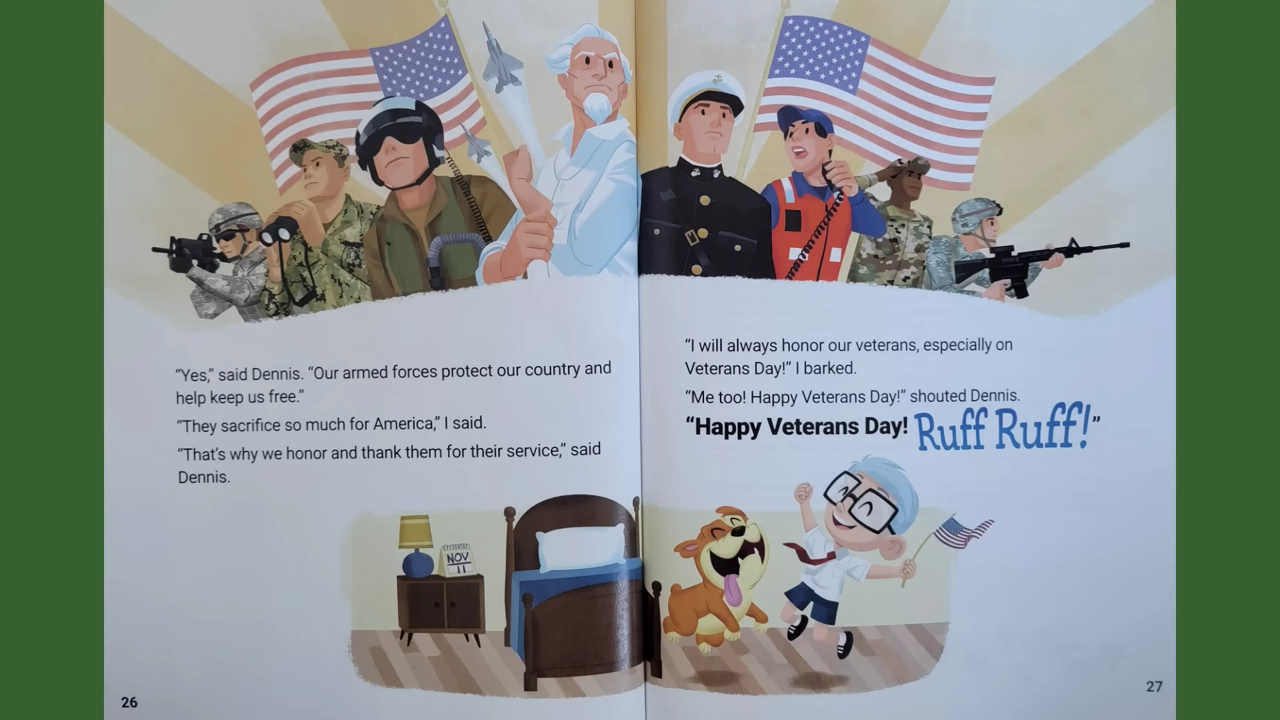 “Yes,” said Dennis. “Our armed forces protect our country and
help keep us free.”
“They sacrifice so much for America,” I said.
“That’s why we honor and thank them for their service,” said
Dennis.
NOV
11
26
“I will always honor our veterans, especially on
Veterans Day!” I barked.
“Me too! Happy Veterans Day!” shouted Dennis.
“Happy Veterans Day! Ruff Ruff!”
27